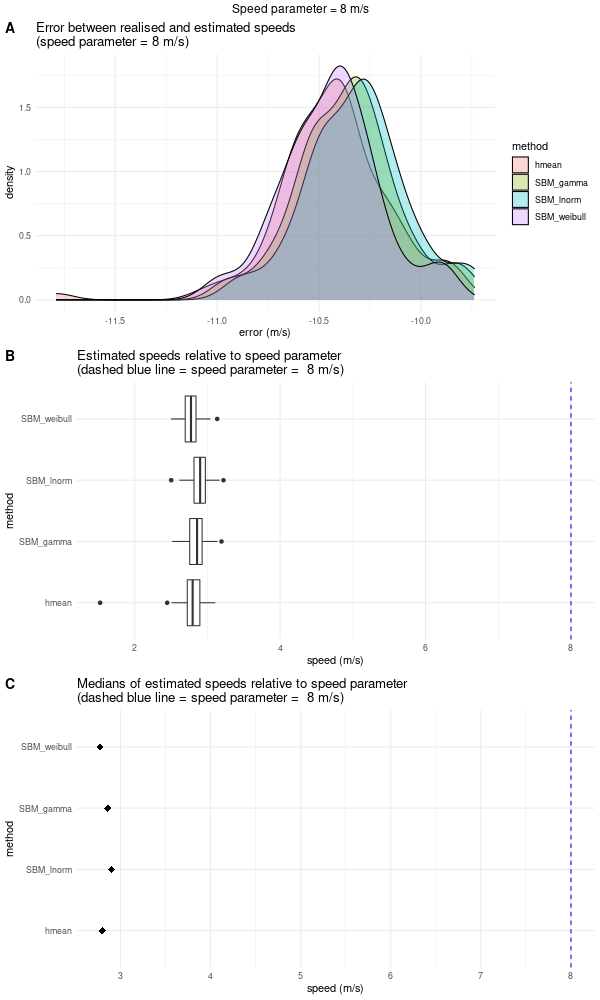 Speed parameter = 8 m/s
A
Error between realised and estimated speeds
(speed parameter = 8 m/s)
density
1.5
1.0
0.5
0.0
-11.5
-11.0
-10.5
-10.0
error (m/s)
method
hmean
SBM_gamma
SBM_lnorm
SBM_weibull
B
Estimated speeds relative to speed parameter
(dashed blue line = speed parameter =  8 m/s)
method
SBM_weibull
SBM_lnorm
SBM_gamma
hmean
2
4
6
8
speed (m/s)
C
Medians of estimated speeds relative to speed parameter
(dashed blue line = speed parameter =  8 m/s)
method
SBM_weibull
SBM_gamma
SBM_lnorm
hmean
3
4
5
6
7
8
speed (m/s)